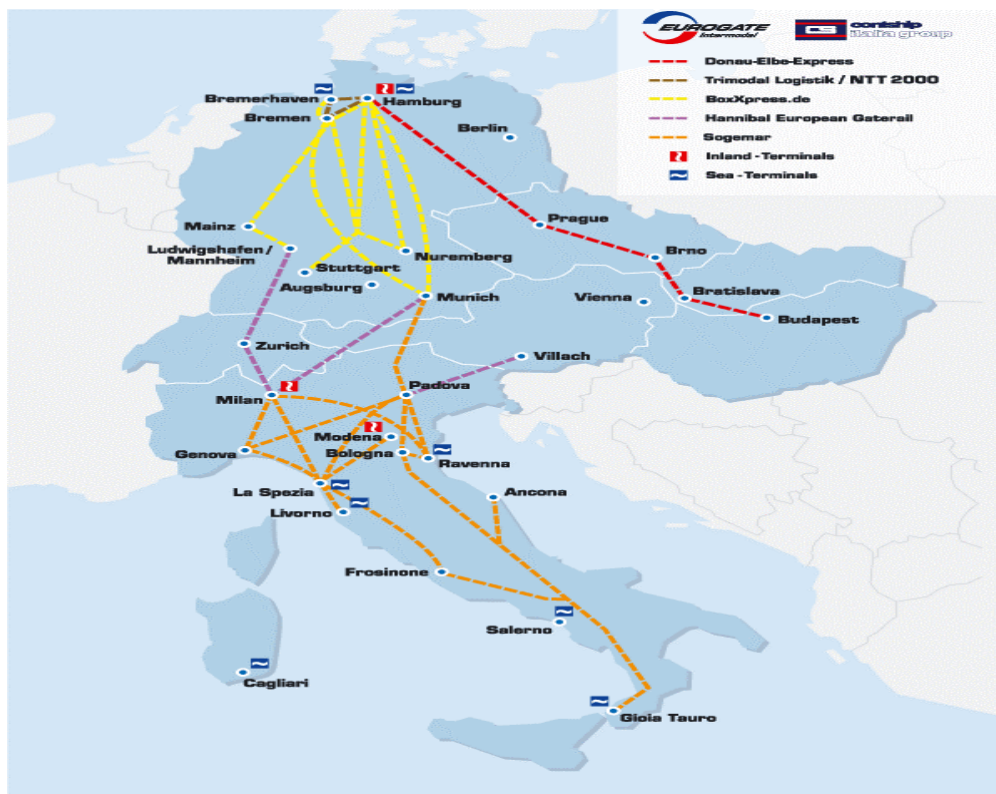 EUROGATE
Intermodal
contship
italia group
Donau-Elbe-Express
Trimodal Logistik / NTT 2000
BoxXpress.de
Hannibal European Gaterail
Sogemar
Inland - Terminals
Sea - Terminals
Bremerhaven
Hamburg
Bremen
Berlin
Mainz
Prague
Ludwigshafen /
Mannheim
Brno
Nuremberg
Stuttgart
Augsburg
Munich
Vienna
Bratislava
Budapest
Zurich
Villach
Milan
Padova
Modena
Genova
Bologna
Ravenna
La Spezia
Ancona
Livorno
Frosinone
Salerno
Cagliari
Gioia Tauro